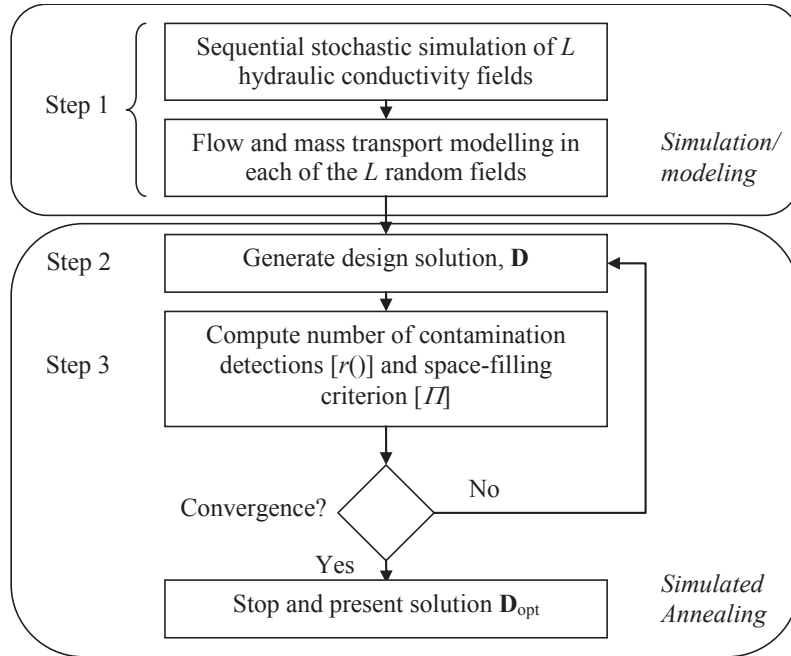 Sequential stochastic simulation of L
hydraulic conductivity fields
Step 1
Flow and mass transport modelling in
each of the L random fields
Simulation/
modeling
Step 2
Generate design solution, D
Step 3
Compute number of contamination
detections [r()] and space-filling
criterion [Π]
Convergence?
No
Yes
Stop and present solution Dopt
Simulated
Annealing